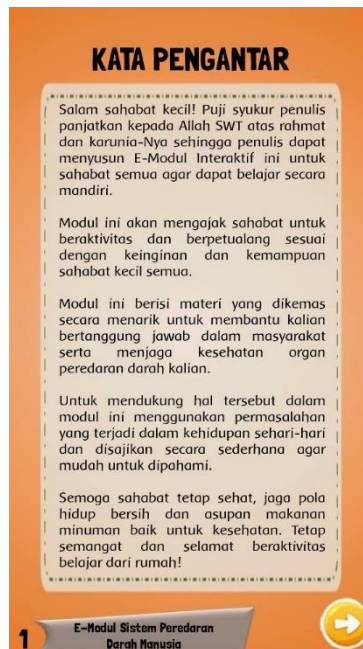 KATA PENGANTAR
Salam sahabat kecil! Puji syukur penulis
panjatkan kepada Allah SWT atas rahmat
dan karunia-Nya sehingga penulis dapat
menyusun E-Modul Interaktif ini untuk
sahabat semua agar dapat belajar secara
mandiri.
Modul ini akan mengajak sahabat untuk
beraktivitas dan berpetualang sesuai
dengan keinginan dan kemampuan
sahabat kecil semua.
Modul ini berisi materi yang dikemas
secara menarik untuk membantu kalian
bertanggung jawab dalam masyarakat
serta menjaga kesehatan organ
peredaran darah kalian.
Untuk mendukung hal tersebut dalam
modul ini menggunakan permasalahan
yang terjadi dalam kehidupan sehari-hari
dan disajikan secara sederhana agar
mudah untuk dipahami.
Semoga sahabat tetap sehat, jaga pola
hidup bersih dan asupan makanan
minuman baik untuk kesehatan. Tetap
semangat dan selamat beraktivitas
belajar dari rumah!
1
E-Modul Sistem Peredaran
Darah Manusia